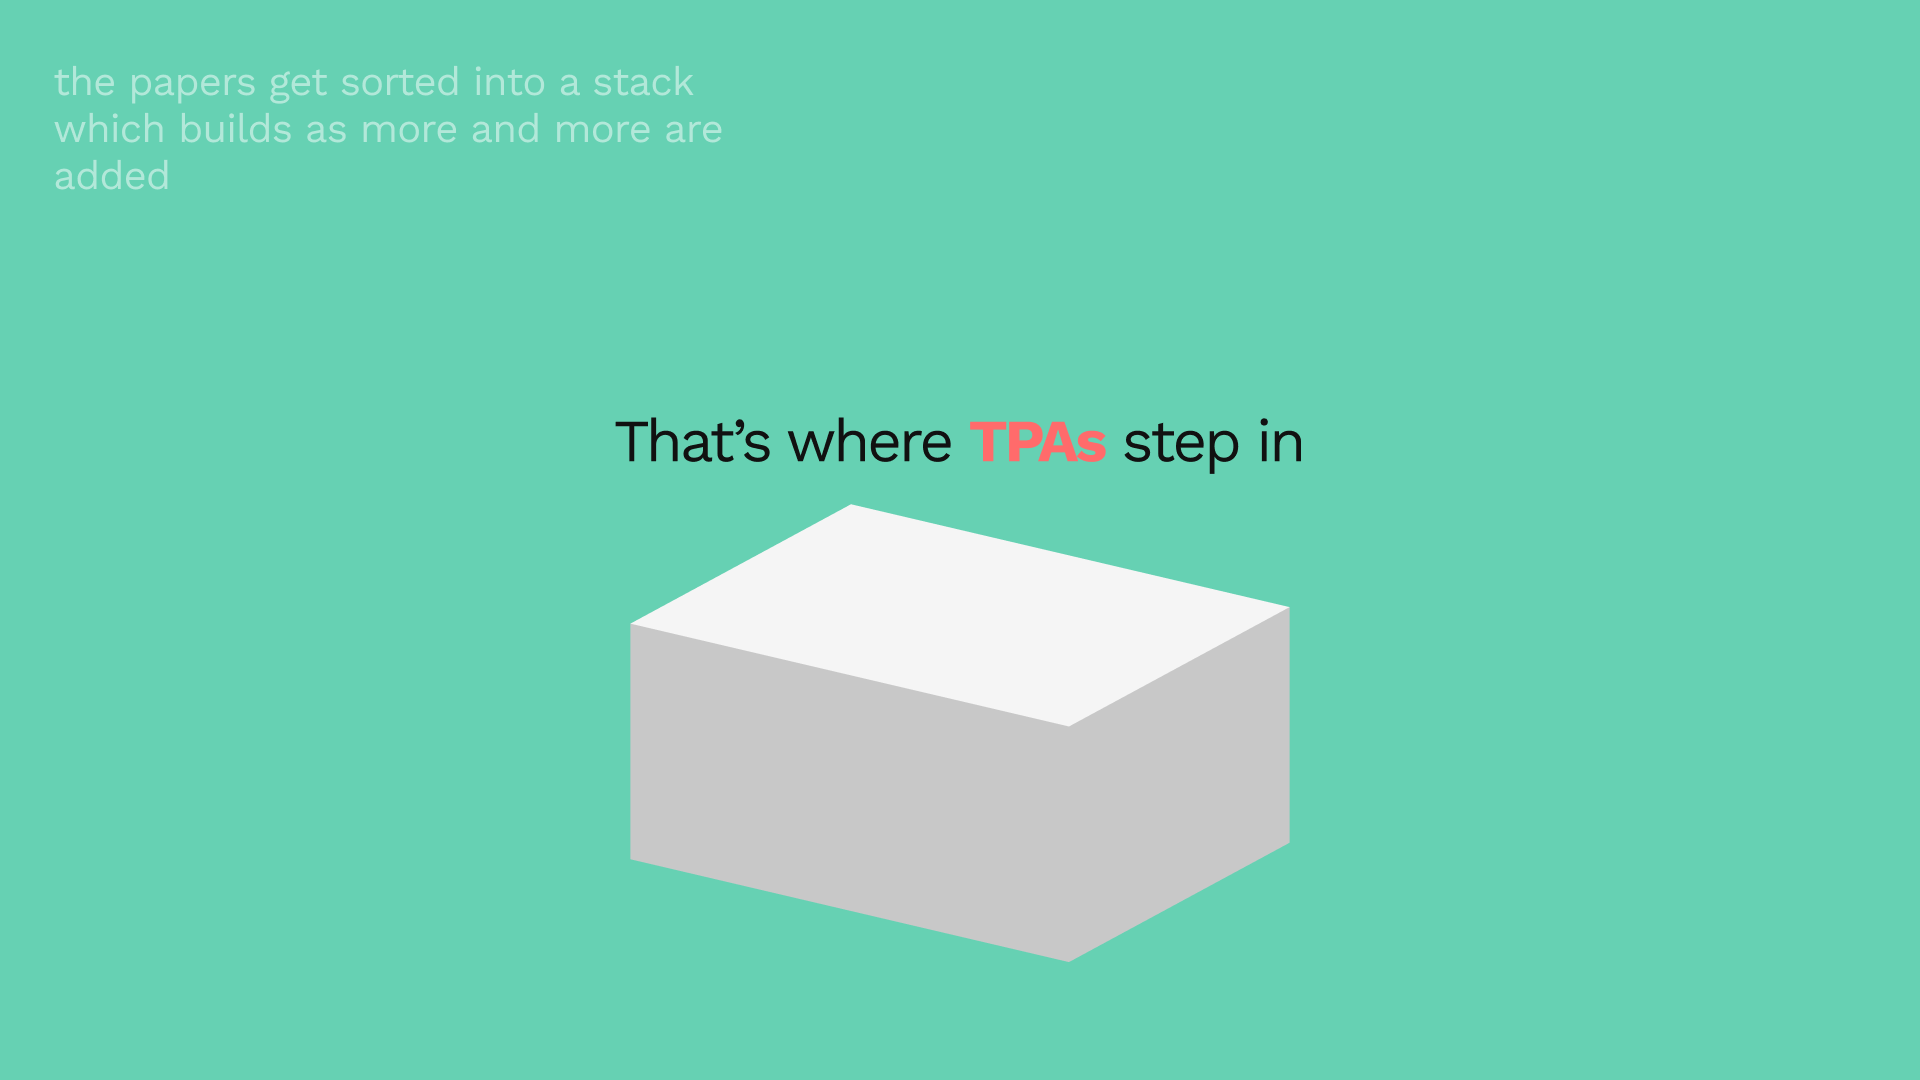 the papers get sorted into a stack
which builds as more and more are
added
That’s where TPAs step in